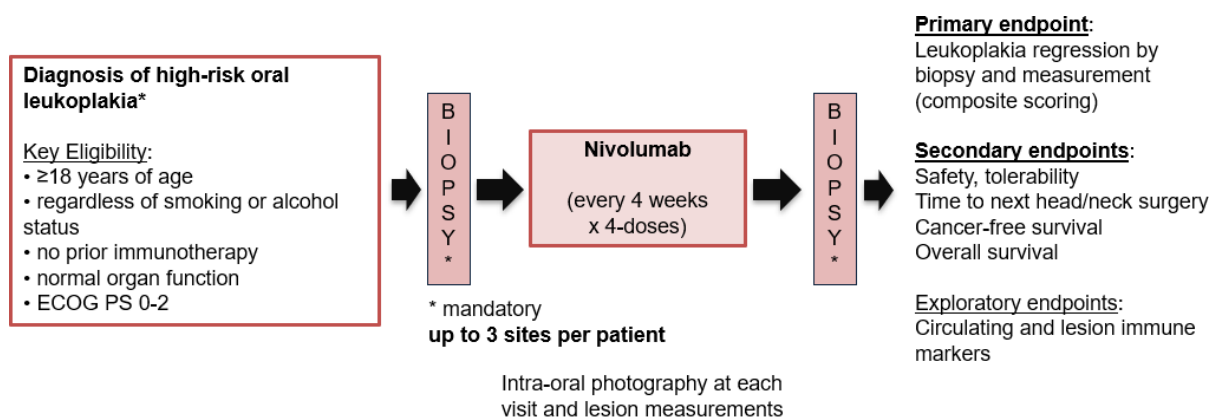 Diagnosis of high-risk oral
leukoplakia*
Key Eligibility:
• ≥18 years of age
• regardless of smoking or alcohol
status
• no prior immunotherapy
• normal organ function
• ECOG PS 0-2
BIOPSY*
* mandatory
up to 3 sites per patient
Nivolumab
(every 4 weeks
x 4-doses)
Intra-oral photography at each
visit and lesion measurements
BIOPSY*
Primary endpoint:
Leukoplakia regression by
biopsy and measurement
(composite scoring)
Secondary endpoints:
Safety, tolerability
Time to next head/neck surgery
Cancer-free survival
Overall survival
Exploratory endpoints:
Circulating and lesion immune
markers